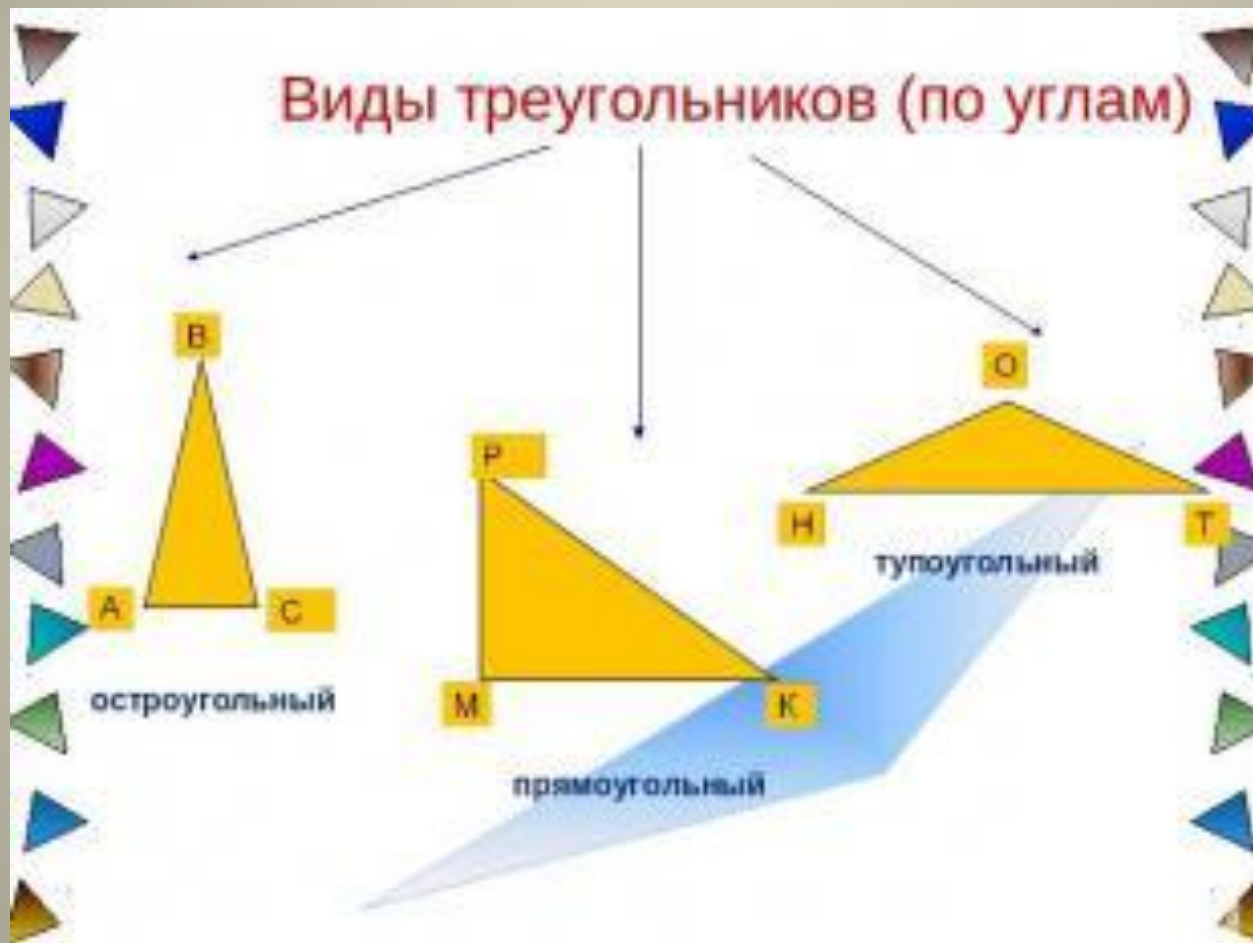 Виды треугольников (по углам)
В
А
С
остроугольный
Р
М
К
прямоугольный
О
Н
Т
тупоугольный